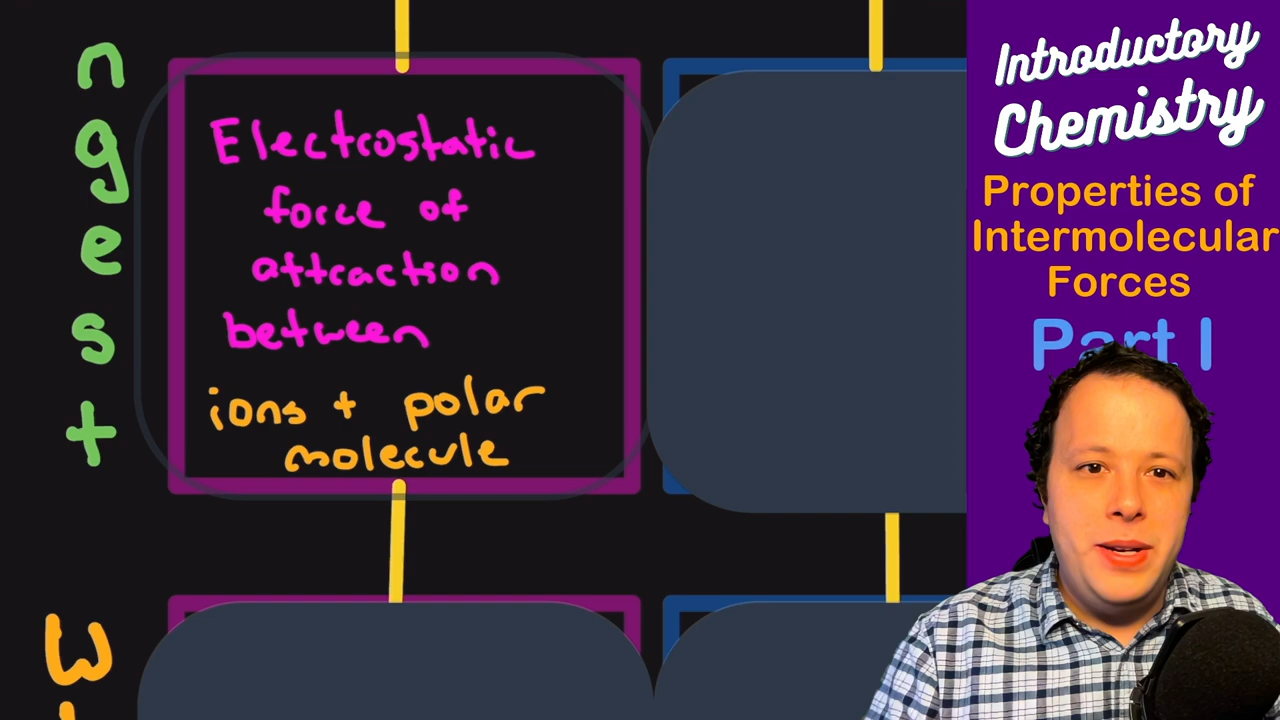 n
g
e
s
t
Electrostatic
force of
attraction
between
ions + polar
molecule
W
Introductory
Chemistry
Properties of
Intermolecular
Forces
Part I